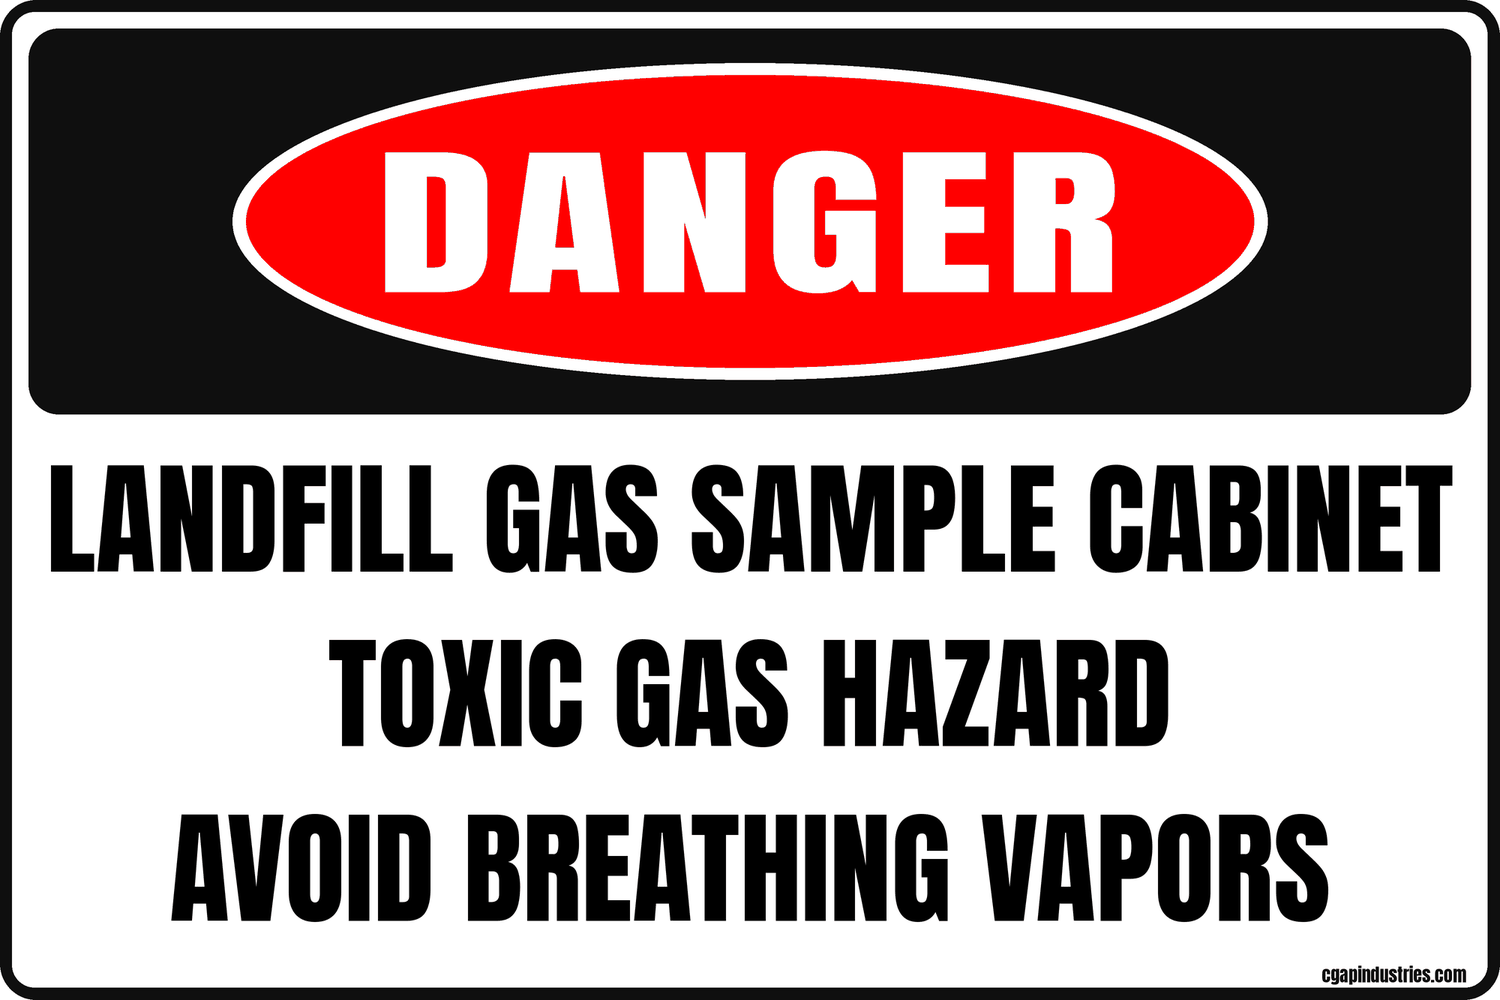 DANGER
LANDFILL GAS SAMPLE CABINET
TOXIC GAS HAZARD
AVOID BREATHING VAPORS
cgapindustries.com